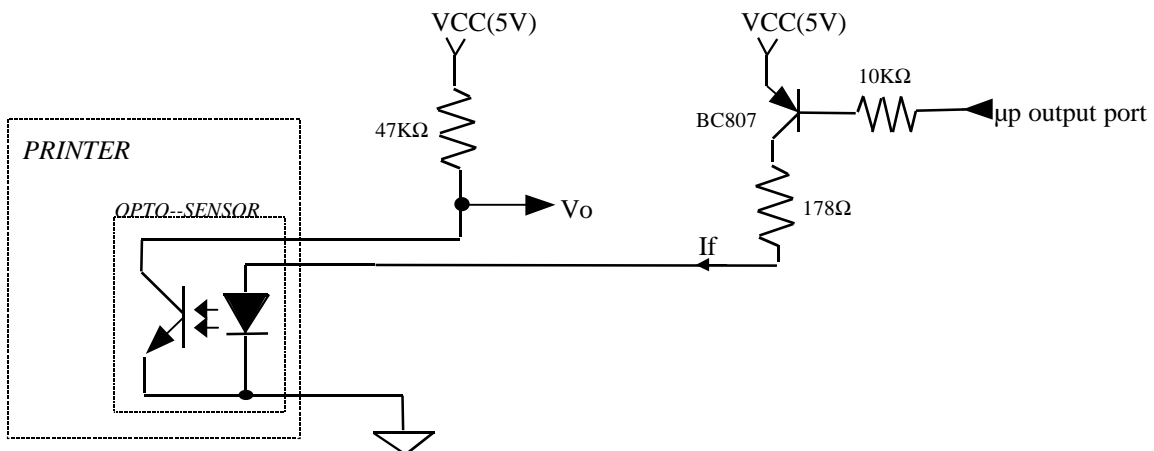 VCC(5V)
VCC(5V)
10KΩ
47KΩ
BC807
µp output port
PRINTER
OPTO--SENSOR
Vo
178Ω
If